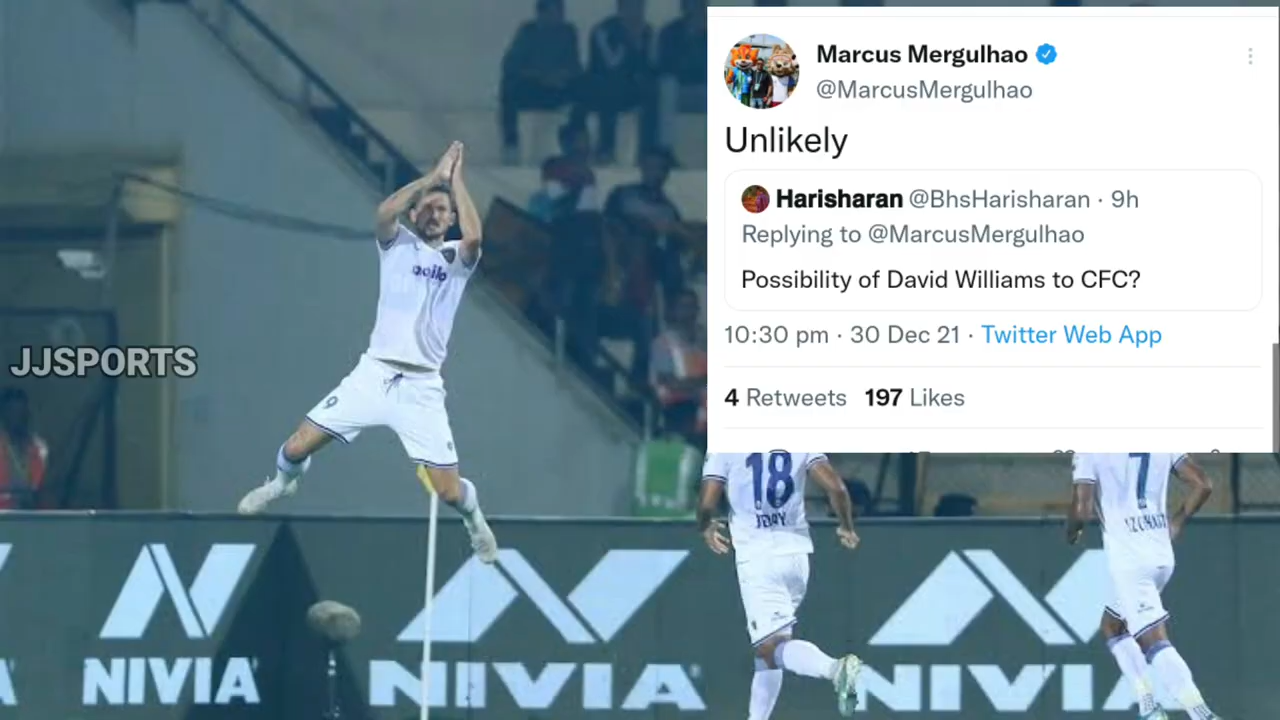 Marcus Mergulhao
@MarcusMergulhao
Unlikely
Harisharan @BhsHarisharan · 9h
Replying to @MarcusMergulhao
Possibility of David Williams to CFC?
10:30 pm · 30 Dec 21 · Twitter Web App
4 Retweets 197 Likes
JJSPORTS
9
18
7
NIVIA
NIVIA
NIVIA